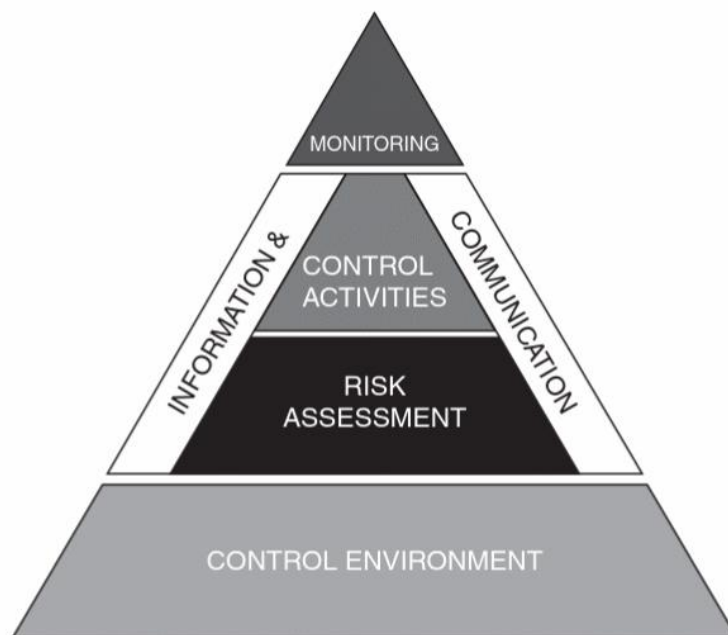 MONITORING
INFORMATION &
COMMUNICATION
CONTROL
ACTIVITIES
RISK
ASSESSMENT
CONTROL ENVIRONMENT